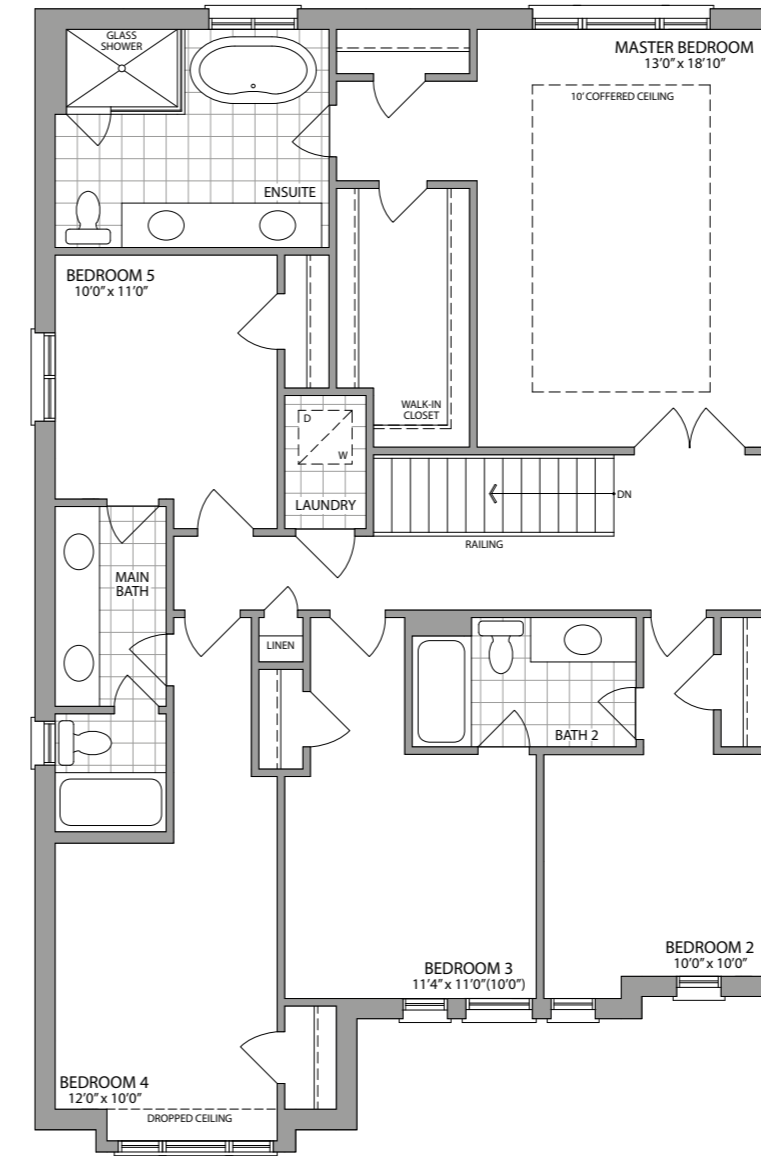 GLASS
SHOWER
MASTER BEDROOM
13'0" x 18'10"
10' COFFERED CEILING
ENSUITE
BEDROOM 5
10'0" x 11'0"
WALK-IN
CLOSET
D
W
LAUNDRY
DN
RAILING
MAIN
BATH
LINEN
BATH 2
BEDROOM 2
10'0" x 10'0"
BEDROOM 3
11'4" x 11'0"(10'0")
BEDROOM 4
12'0" x 10'0"
DROPPED CEILING